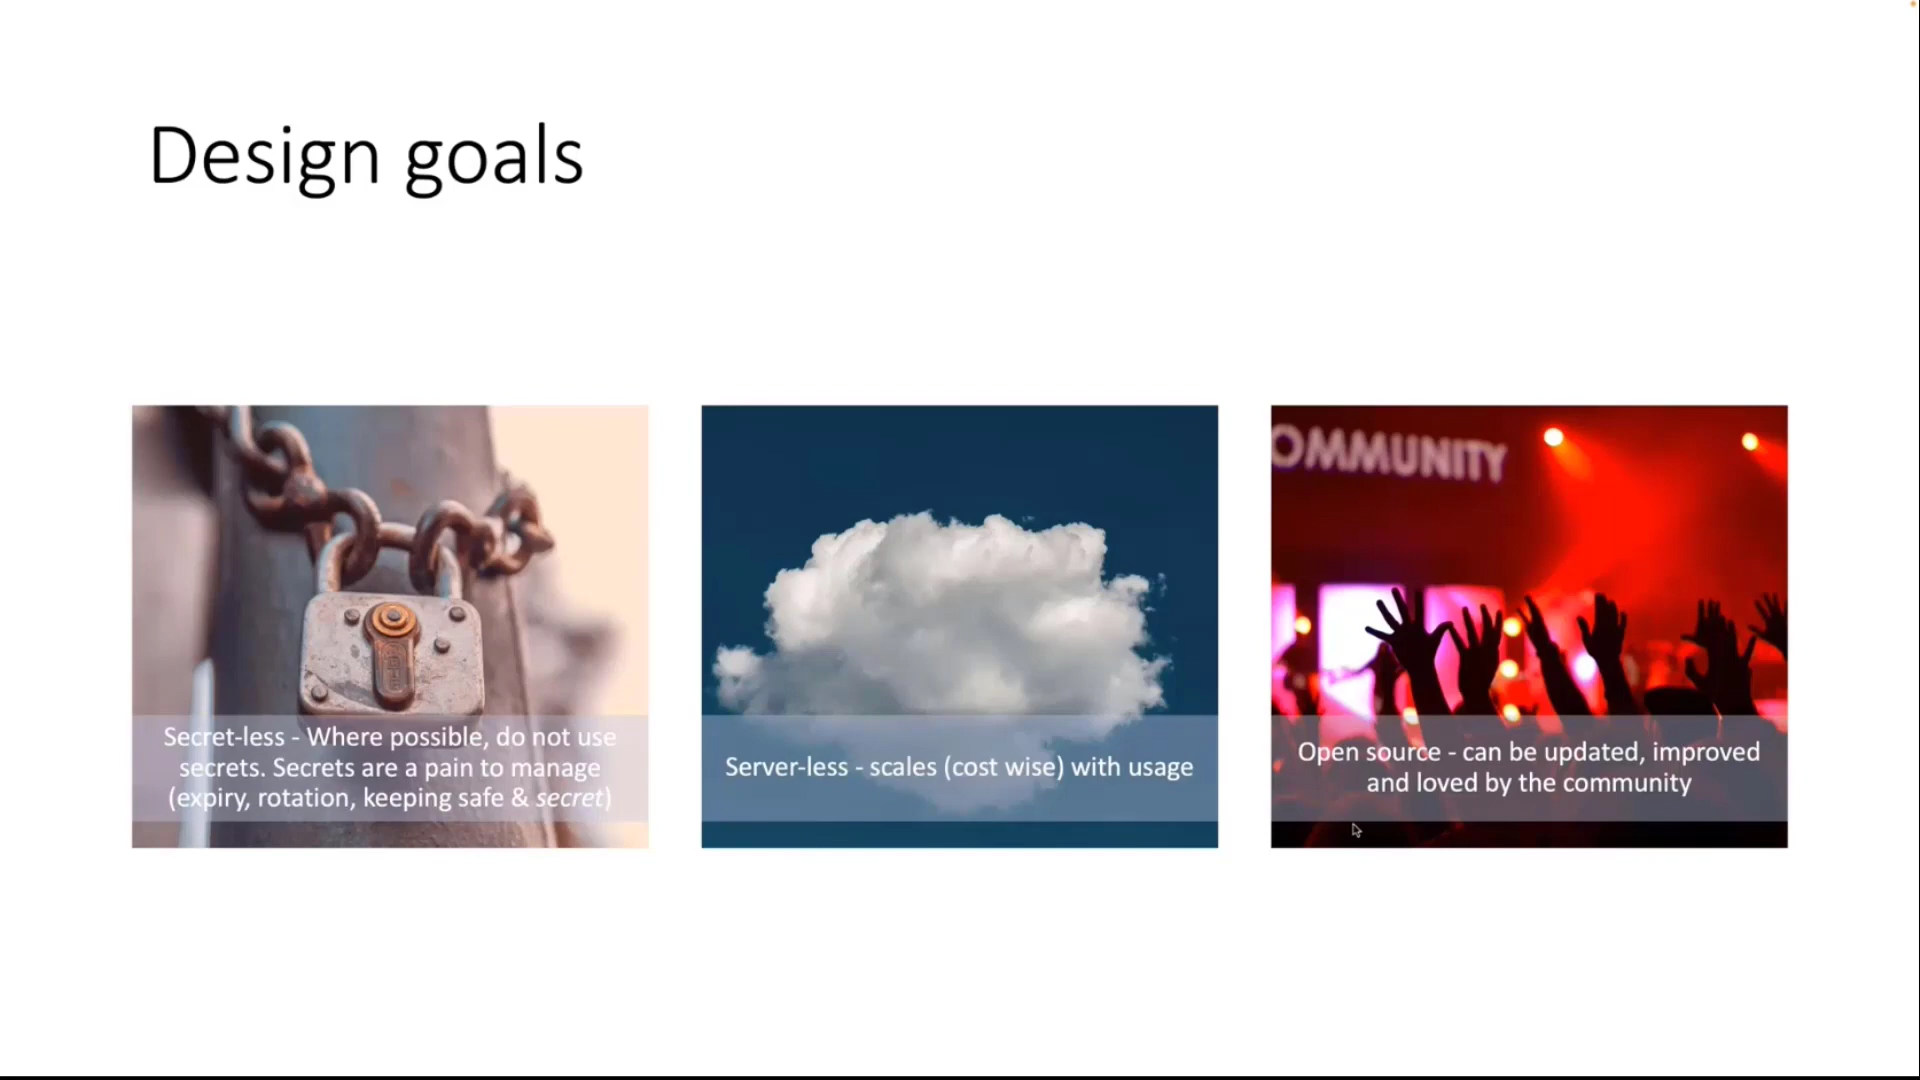 Design goals
OMMUNITY
Secret-less - Where possible, do not use
secrets. Secrets are a pain to manage
(expiry, rotation, keeping safe & secret)
Server-less - scales (cost wise) with usage
Open source - can be updated, improved
and loved by the community